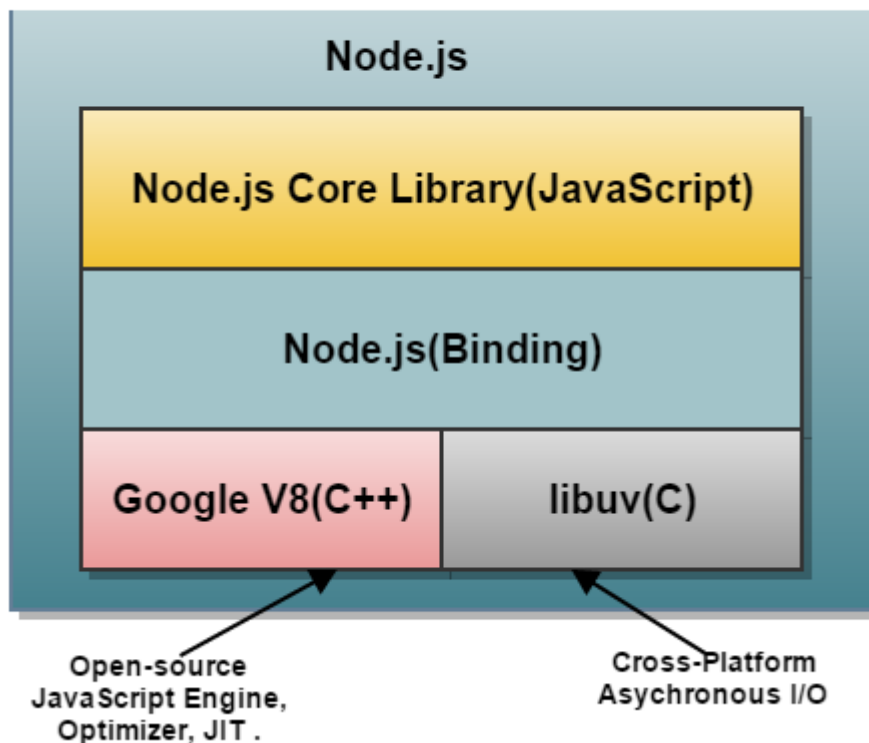 Node.js
Node.js Core Library(JavaScript)
Node.js(Binding)
Google V8(C++)
libuv(C)
Open-source
JavaScript Engine,
Optimizer, JIT .
Cross-Platform
Asychronous I/O